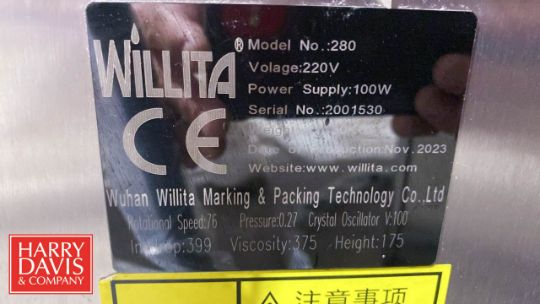 WILLITA®
Model No.:280
Volage:220V
Power Supply:100W
Serial No.:2001530
CE
Date of Production:Nov.2023
Website:www.willita.com
Wuhan Willita Marking & Packing Technology Co.,Ltd
Rotational Speed:76 Pressure:0.27 Crystal Oscillator V:100
Viscosity:375 Height:175
HARRY
DAVIS
& COMPANY
注意事项